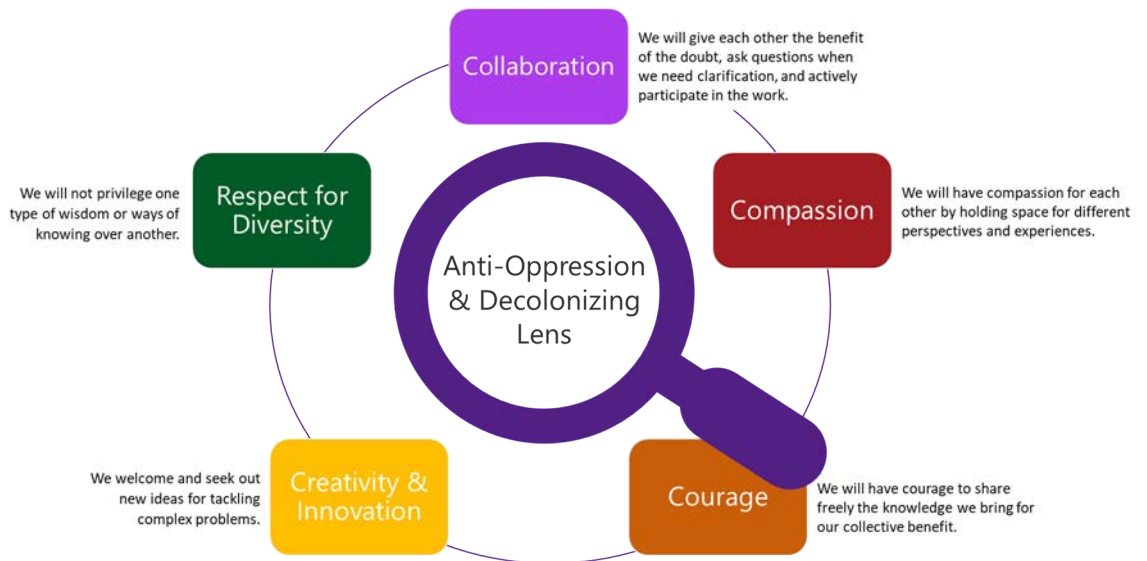 Collaboration
We will give each other the benefit
of the doubt, ask questions when
we need clarification, and actively
participate in the work.
Respect for
Diversity
We will not privilege one
type of wisdom or ways of
knowing over another.
Compassion
We will have compassion for each
other by holding space for different
perspectives and experiences.
Anti-Oppression
& Decolonizing
Lens
We welcome and seek out
new ideas for tackling
complex problems.
Creativity &
Innovation
Courage
We will have courage to share
freely the knowledge we bring for
our collective benefit.